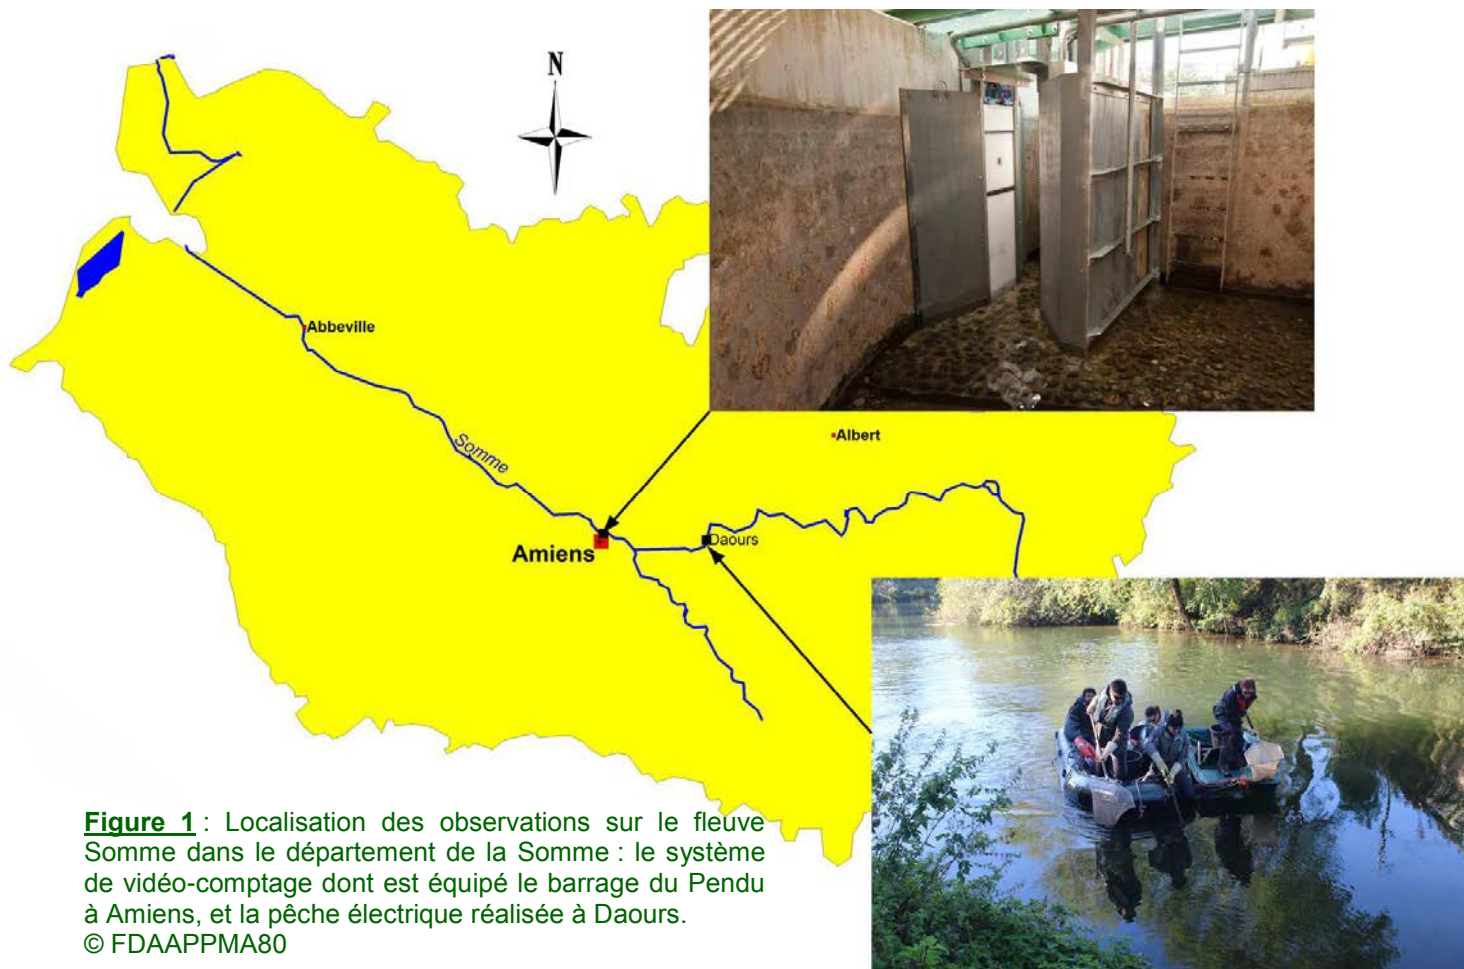 N
Abbeville
Somme
Albert
Amiens
Daours
Figure 1 : Localisation des observations sur le fleuve
Somme dans le département de la Somme : le système
de vidéo-comptage dont est équipé le barrage du Pendu
à Amiens, et la pêche électrique réalisée à Daours.
© FDAAPPMA80